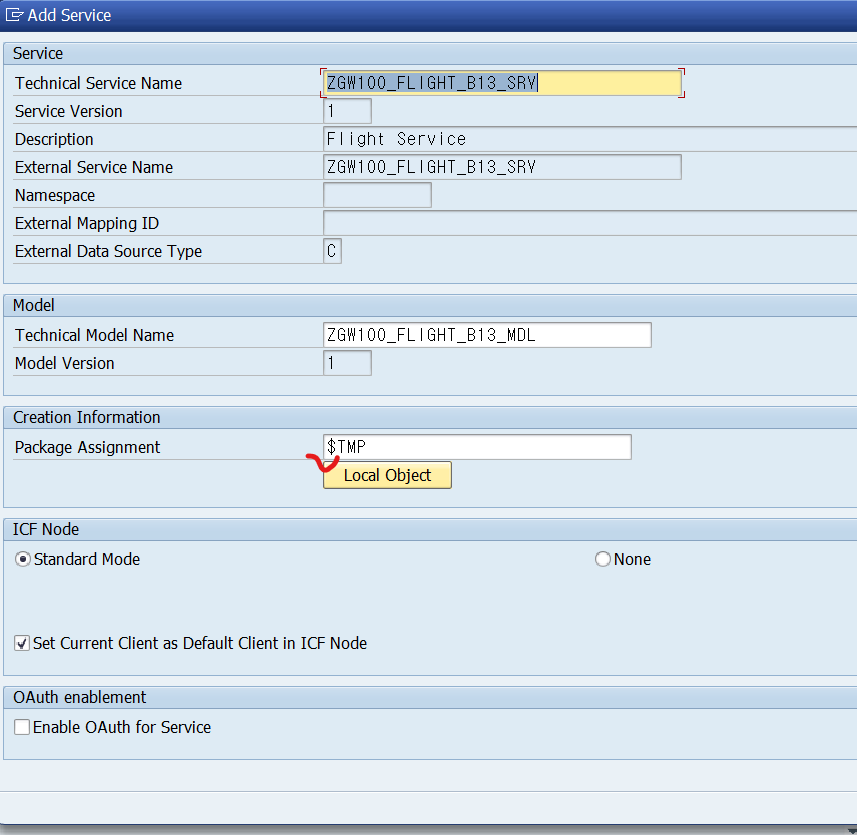 Add Service
Service
Technical Service Name ZGW100_FLIGHT_B13_SRV
Service Version 1
Description Flight Service
External Service Name ZGW100_FLIGHT_B13_SRV
Namespace
External Mapping ID
External Data Source Type C
Model
Technical Model Name ZGW100_FLIGHT_B13_MDL
Model Version 1
Creation Information
Package Assignment $TMP
Local Object
ICF Node
Standard Mode None
Set Current Client as Default Client in ICF Node
OAuth enablement
Enable OAuth for Service